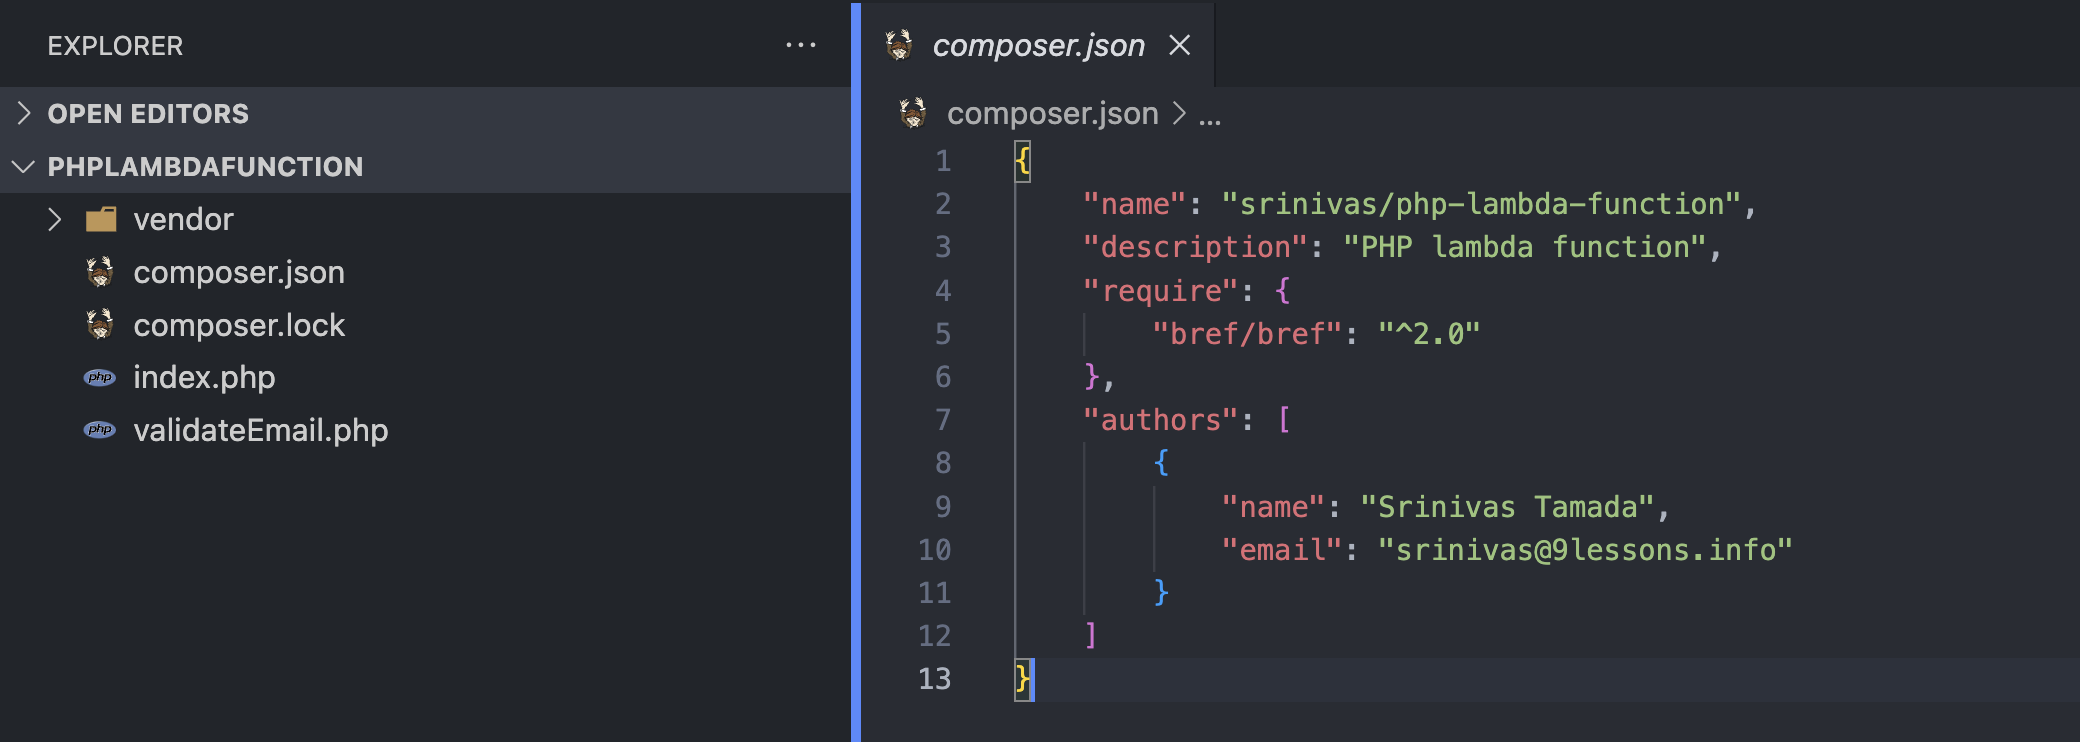 EXPLORER
...
OPEN EDITORS
PHPLAMBDAFUNCTION
vendor
composer.json
composer.lock
php index.php
php validateEmail.php
composer.json
composer.json > ...
1 {
2 "name": "srinivas/php-lambda-function",
3 "description": "PHP lambda function",
4 "require": {
5 "bref/bref": "^2.0"
6 },
7 "authors": [
8 {
9 "name": "Srinivas Tamada",
10 "email": "srinivas@9lessons.info"
11 }
12 ]
13 }